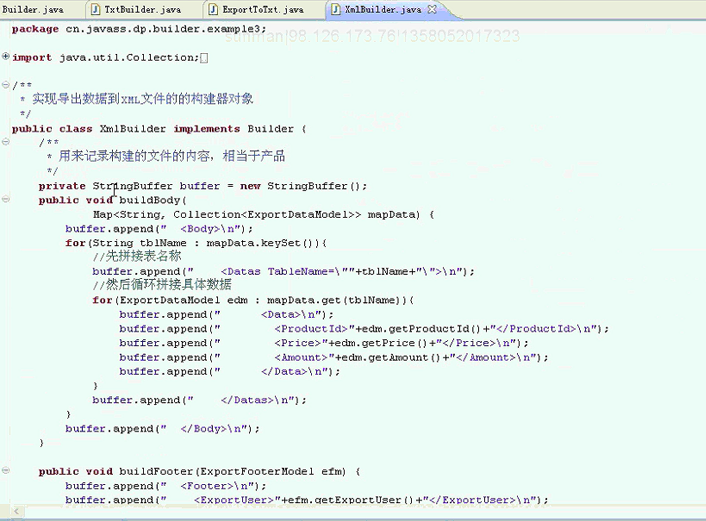 Builder.java TxtBuilder.java ExportToTxt.java XmlBuilder.java
package cn.javass.dp.builder.example3;
sunman|98.126.173.76|1358052017323
import java.util.Collection;
/**
 * 实现导出数据到XML文件的的构建器对象
 */
public class XmlBuilder implements Builder {
    /**
     * 用来记录构建的文件的内容，相当于产品
     */
    private StringBuffer buffer = new StringBuffer();
    public void buildBody(
            Map<String, Collection<ExportDataModel>> mapData) {
        buffer.append("  <Body>\n");
        for(String tblName : mapData.keySet()){
            //先拼接表名称
            buffer.append("    <Datas TableName=\""+tblName+"\">\n");
            //然后循环拼接具体数据
            for(ExportDataModel edm : mapData.get(tblName)){
                buffer.append("      <Data>\n");
                buffer.append("        <ProductId>"+edm.getProductId()+"</ProductId>\n");
                buffer.append("        <Price>"+edm.getPrice()+"</Price>\n");
                buffer.append("        <Amount>"+edm.getAmount()+"</Amount>\n");
                buffer.append("      </Data>\n");
            }
            buffer.append("    </Datas>\n");
        }
        buffer.append("  </Body>\n");
    }
    public void buildFooter(ExportFooterModel efm) {
        buffer.append("  <Footer>\n");
        buffer.append("    <ExportUser>"+efm.getExportUser()+"</ExportUser>\n");